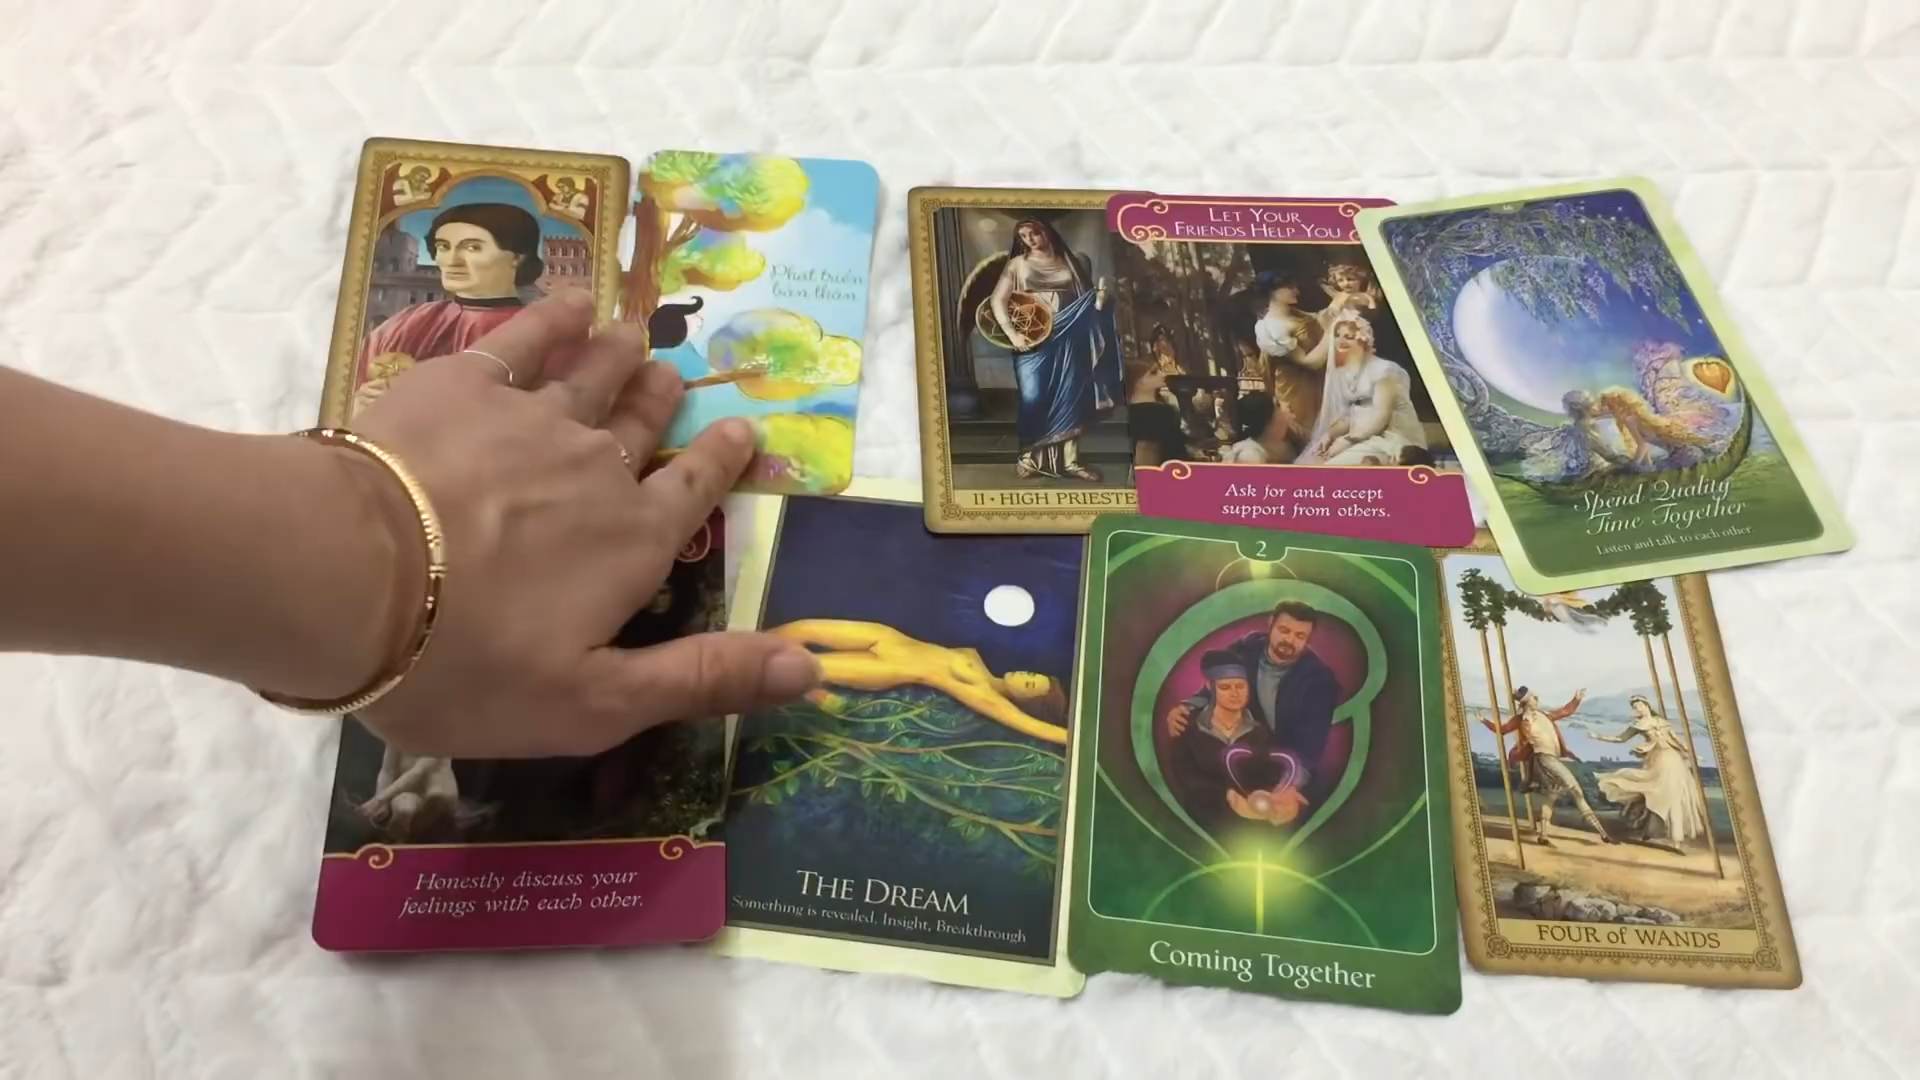 Phát triển
bản thân
II • HIGH PRIESTE
LET YOUR
FRIENDS HELP YOU
Ask for and accept
support from others.
Spend Quality
Time Together
Listen and talk to each other.
Honestly discuss your
feelings with each other.
THE DREAM
Something is revealed, Insight, Breakthrough
2
Coming Together
FOUR of WANDS